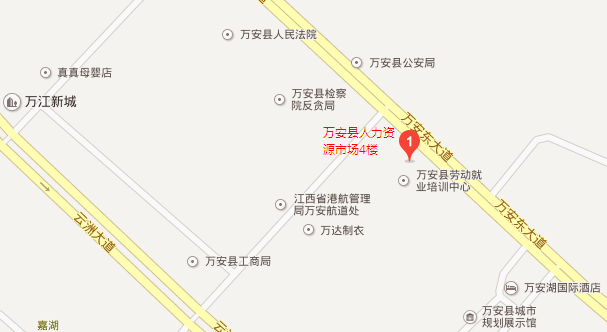 万安县人民法院
万安县公安局
真真母婴店
万江新城
万安县检察
院反贪局
万安东大道
万安县人力资
源市场4楼
1
万安县劳动就
业培训中心
江西省港航管理
局万安航道处
万安东大道
云洲大道
万达制衣
万安县工商局
万安湖国际酒店
万安县城市
规划展示馆
嘉湖
云洲